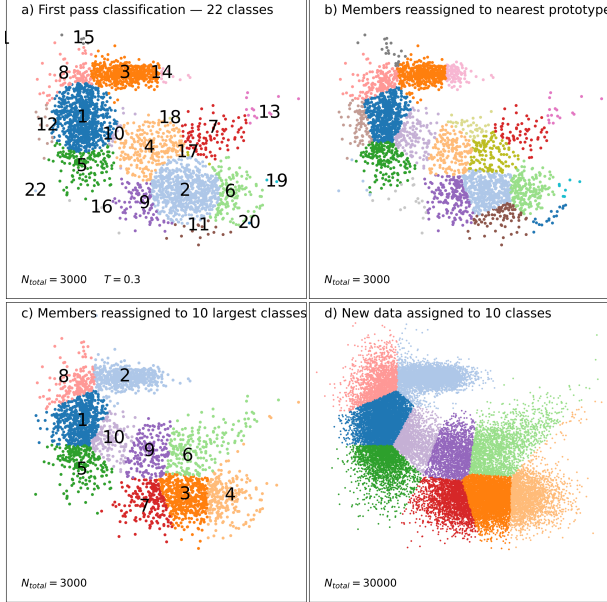 a) First pass classification — 22 classes
15
8 3 14
12 1 10 18 7 13
4 17
5
22 16 9 2 6 19
11 20
N_total = 3000 T = 0.3
b) Members reassigned to nearest prototype
N_total = 3000
c) Members reassigned to 10 largest classes
8 2
1
10 9 6
5
7 3 4
N_total = 3000
d) New data assigned to 10 classes
N_total = 30000